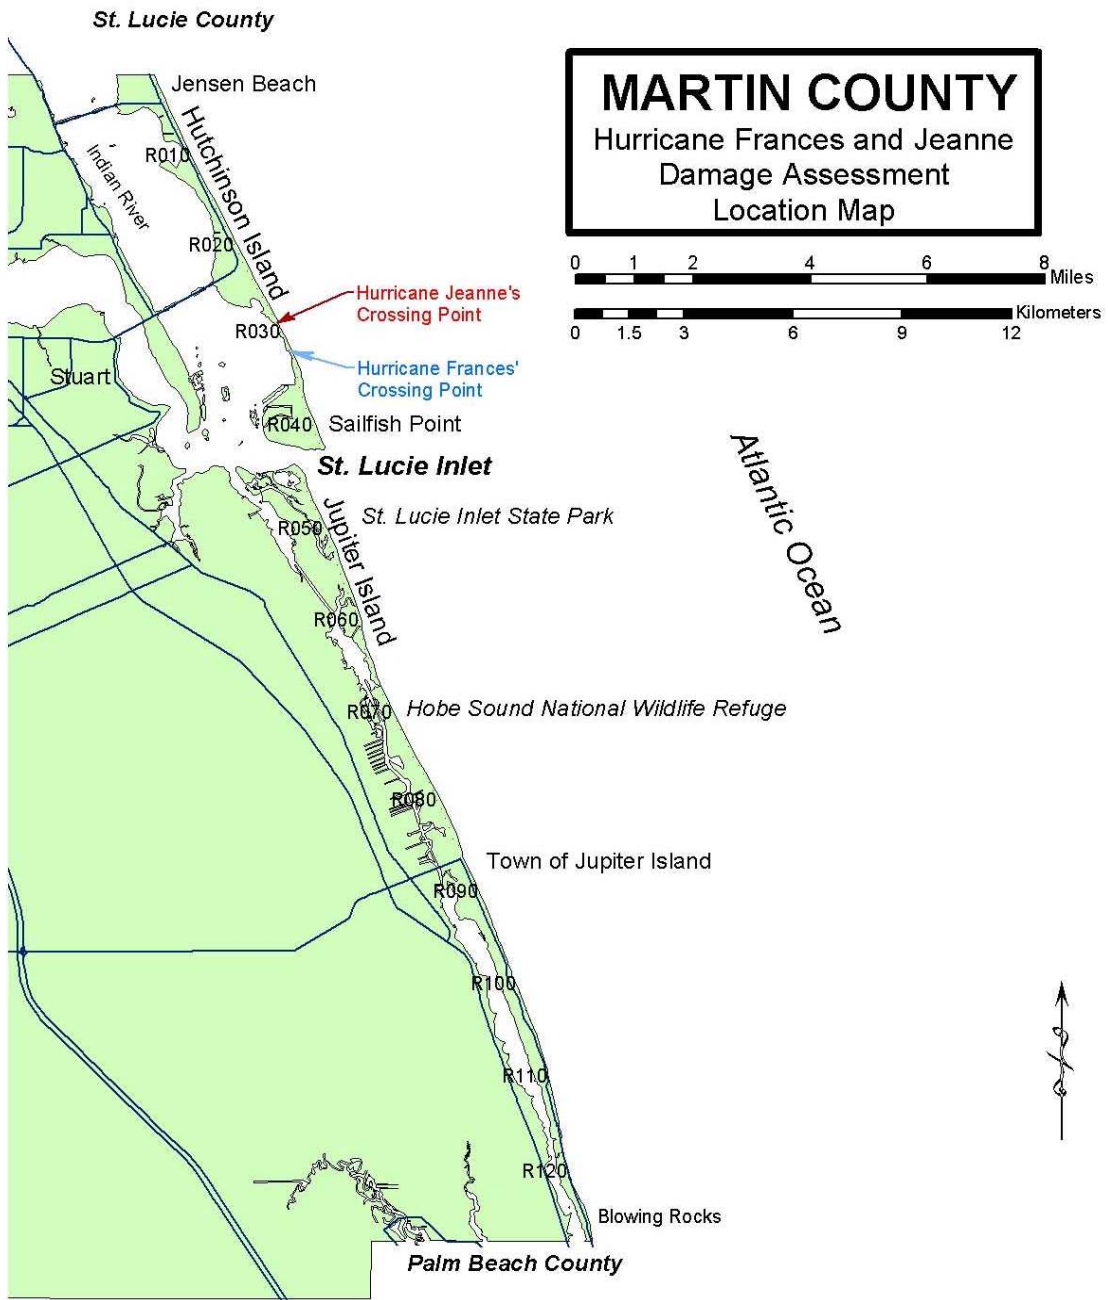 St. Lucie County
MARTIN COUNTY
Hurricane Frances and Jeanne
Damage Assessment
Location Map
Jensen Beach
Hutchinson Island
R010
Indian River
R020
0 1 2 4 6 8 Miles
0 1.5 3 6 9 12 Kilometers
Hurricane Jeanne's
Crossing Point
R030
Hurricane Frances'
Crossing Point
Stuart
R040
Sailfish Point
St. Lucie Inlet
Atlantic Ocean
St. Lucie Inlet State Park
R050
Jupiter Island
R060
R070
Hobe Sound National Wildlife Refuge
R080
Town of Jupiter Island
R090
R100
R110
R120
Blowing Rocks
Palm Beach County